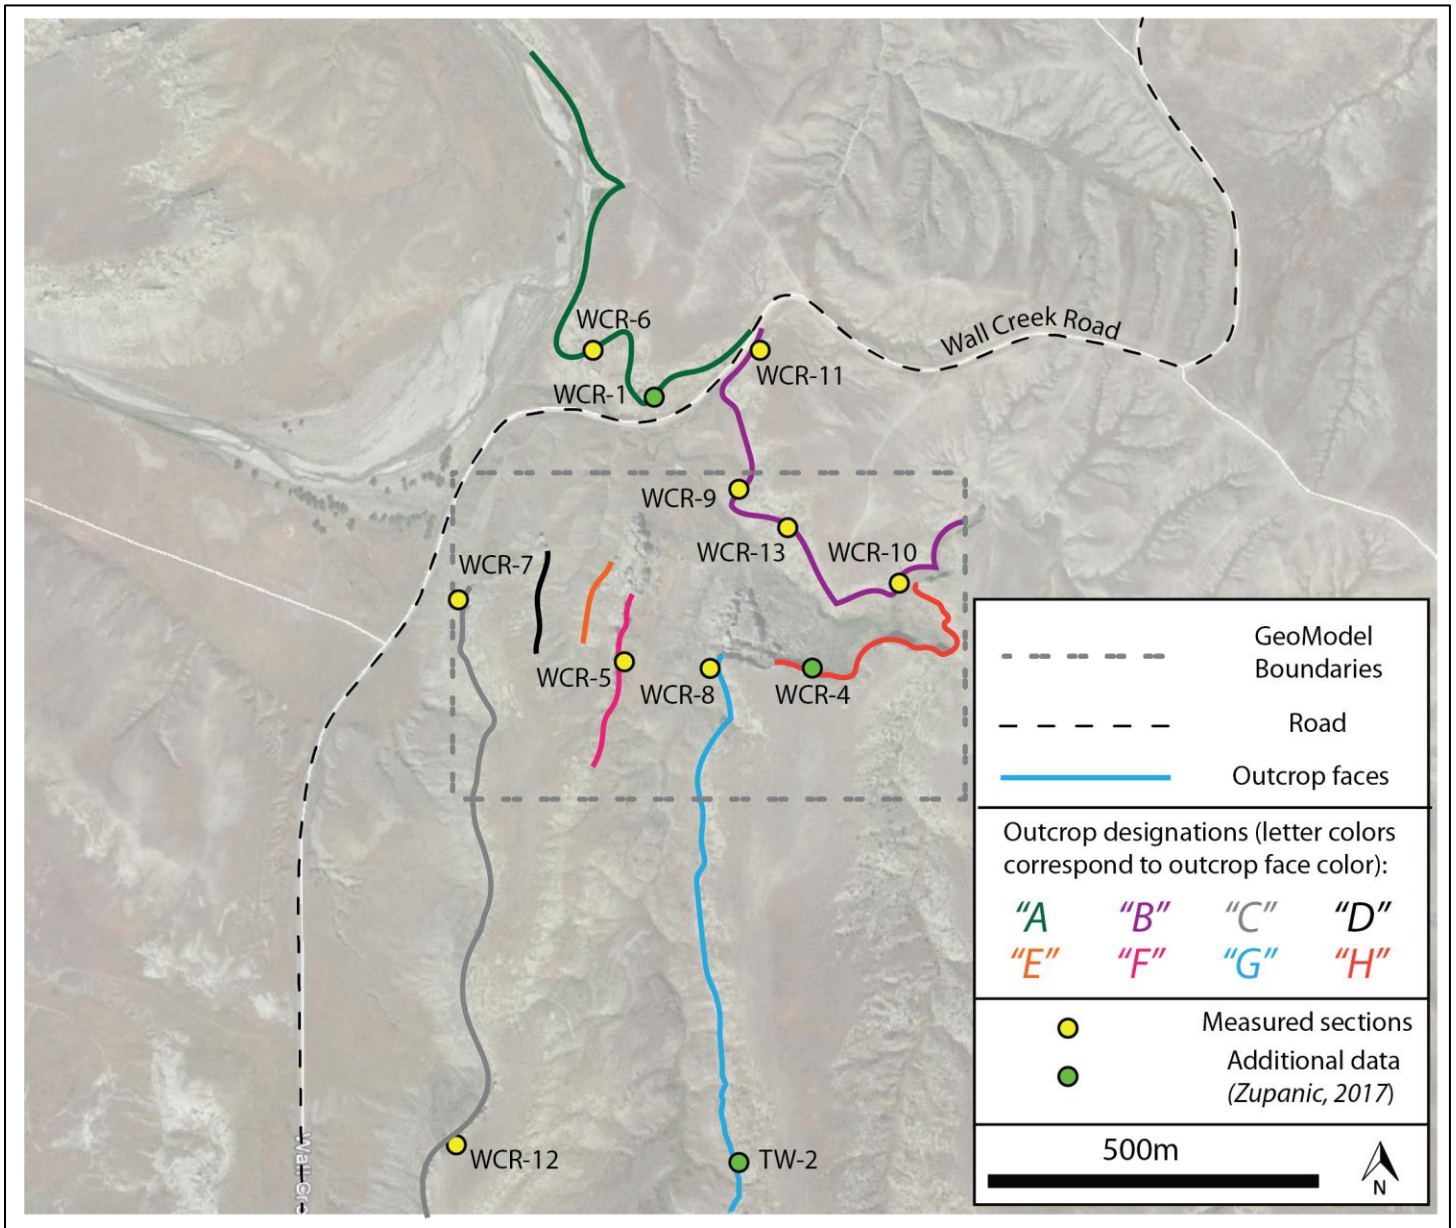 WCR-6
Wall Creek Road
WCR-11
WCR-1
WCR-9
WCR-13
WCR-10
WCR-7
WCR-5
WCR-8
WCR-4
WCR-12
TW-2
GeoModel
Boundaries
Road
Outcrop faces
Outcrop designations (letter colors
correspond to outcrop face color):
“A “B” “C” “D”
“E” “F” “G” “H”
Measured sections
Additional data
(Zupanic, 2017)
500m
N